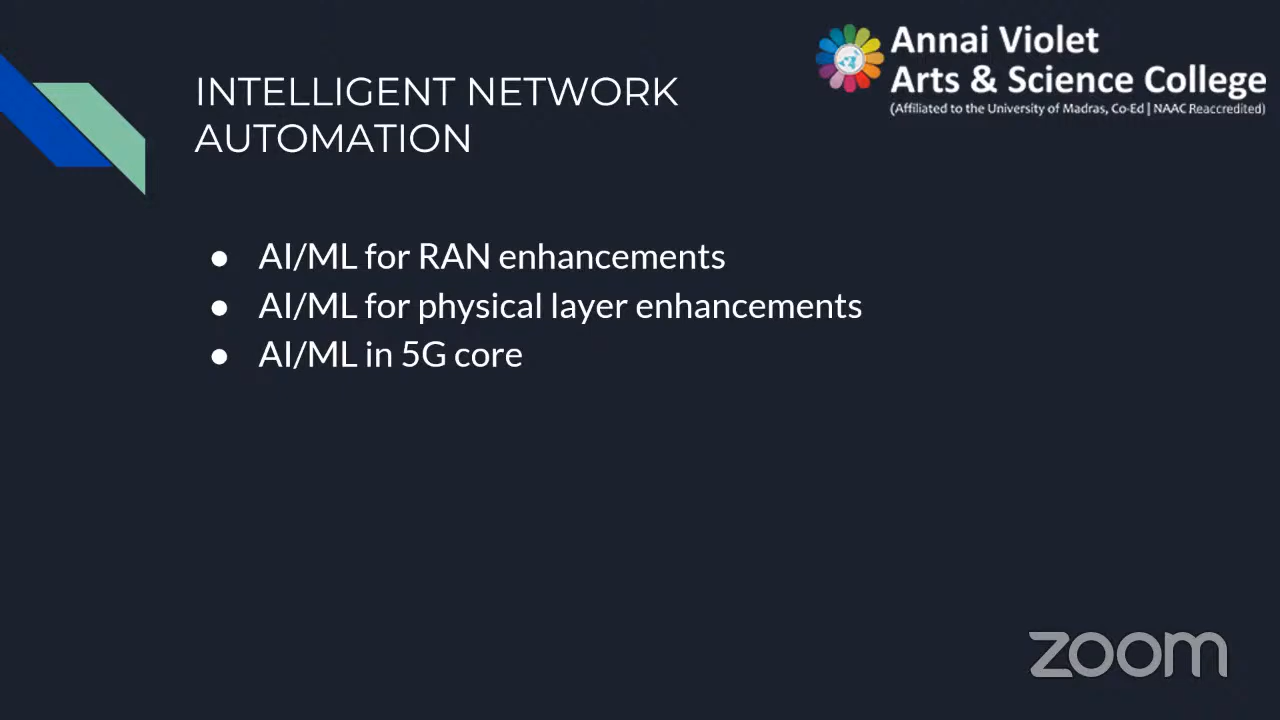 Annai Violet
Arts & Science College
(Affiliated to the University of Madras, Co-Ed | NAAC Reaccredited)
INTELLIGENT NETWORK
AUTOMATION
● AI/ML for RAN enhancements
● AI/ML for physical layer enhancements
● AI/ML in 5G core
zoom